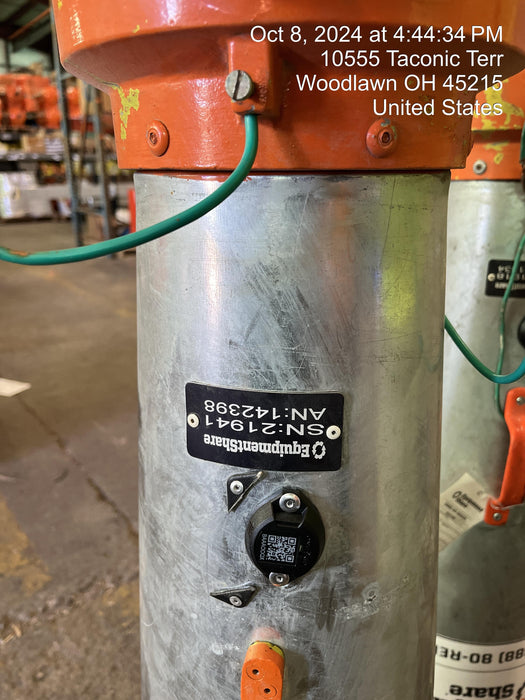 Oct 8, 2024 at 4:44:34 PM
10555 Taconic Terr
Woodlawn OH 45215
United States
EquipmentShare
SN:21941
AN:142398
Share